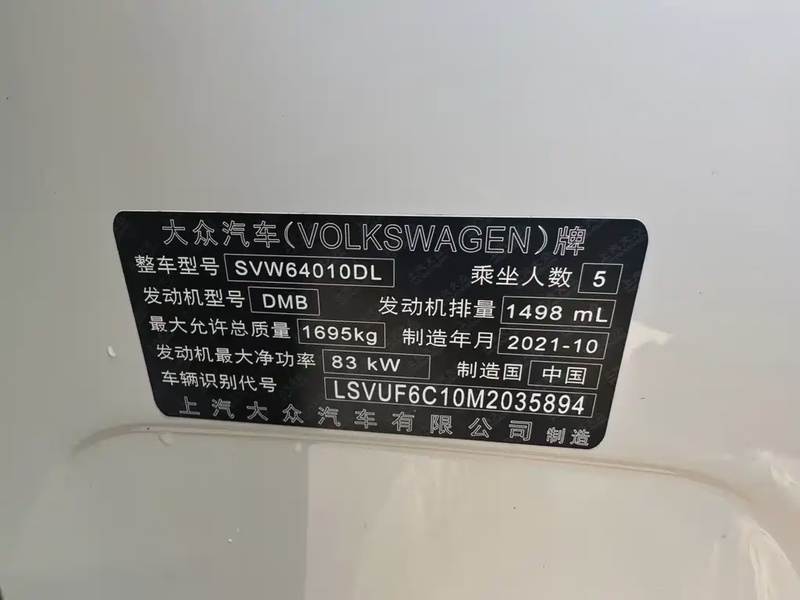 大众汽车(VOLKSWAGEN)牌
整车型号 SVW64010DL 乘坐人数 5
发动机型号 DMB 发动机排量 1498 mL
最大允许总质量 1695kg 制造年月 2021-10
发动机最大净功率 83 kW 制造国 中国
车辆识别代号 LSVUF6C10M2035894
上汽大众汽车有限公司 制造